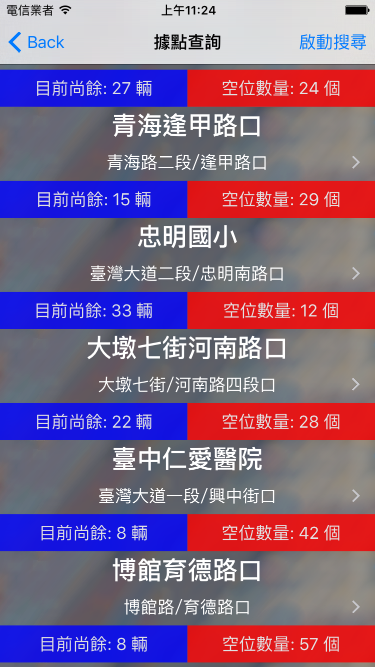 電信業者 上午11:24
Back 據點查詢 啟動搜尋
目前尚餘: 27 輛 空位數量: 24 個
青海逢甲路口
青海路二段/逢甲路口
目前尚餘: 15 輛 空位數量: 29 個
忠明國小
臺灣大道二段/忠明南路口
目前尚餘: 33 輛 空位數量: 12 個
大墩七街河南路口
大墩七街/河南路四段口
目前尚餘: 22 輛 空位數量: 28 個
臺中仁愛醫院
臺灣大道一段/興中街口
目前尚餘: 8 輛 空位數量: 42 個
博館育德路口
博館路/育德路口
目前尚餘: 8 輛 空位數量: 57 個